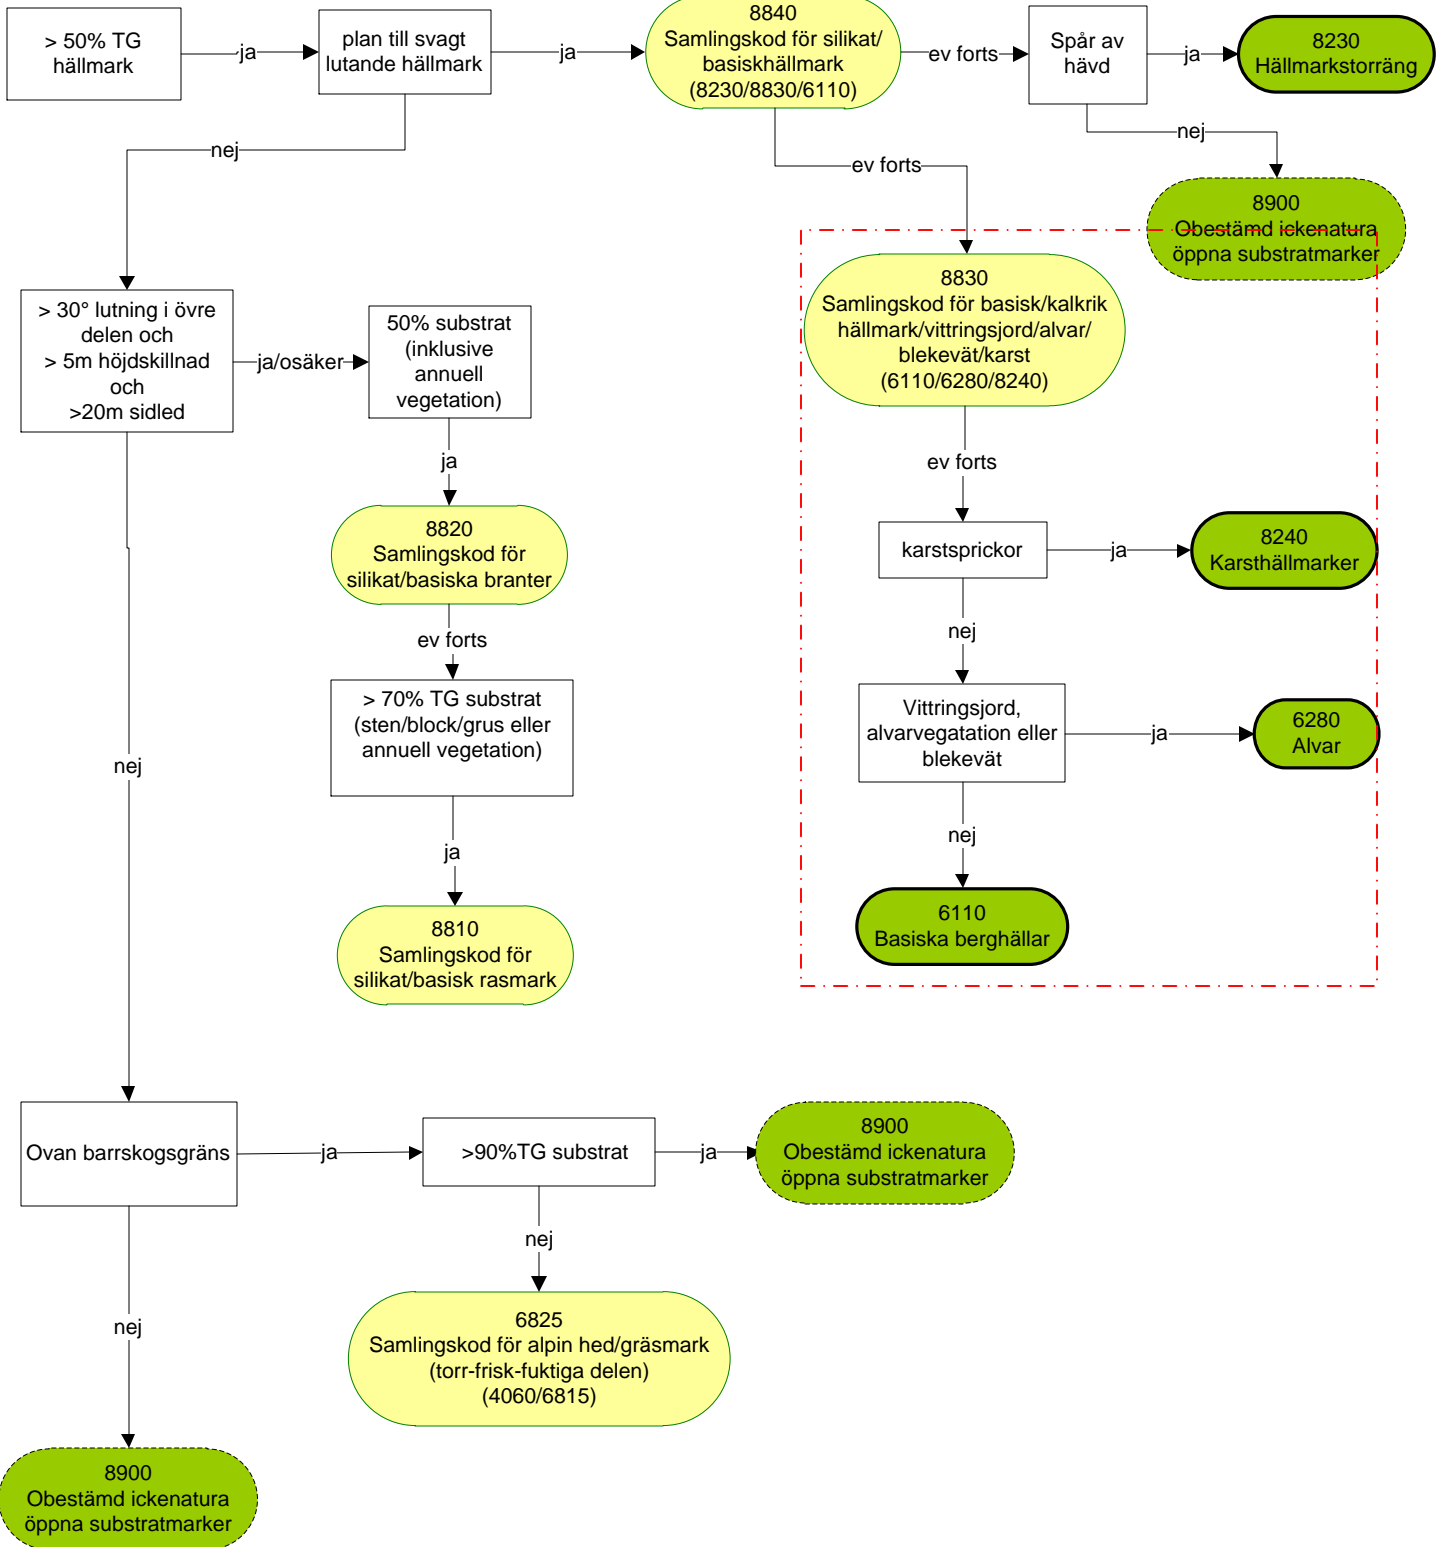 > 50% TG
hällmark
ja
plan till svagt
lutande hällmark
ja
8840
Samlingskod för silikat/
basiskhällmark
(8230/8830/6110)
ev forts
Spår av
hävd
ja
8230
Hällmarkstorräng
nej
8900
Obestämd ickenatura
öppna substratmarker
nej
ev forts
8830
Samlingskod för basisk/kalkrik
hällmark/vittringsjord/alvar/
blekevät/karst
(6110/6280/8240)
> 30° lutning i övre
delen och
> 5m höjdskillnad
och
>20m sidled
ja/osäker
50% substrat
(inklusive
annuell
vegetation)
ja
8820
Samlingskod för
silikat/basiska branter
ev forts
> 70% TG substrat
(sten/block/grus eller
annuell vegetation)
ja
8810
Samlingskod för
silikat/basisk rasmark
ev forts
karstsprickor
ja
8240
Karsthällmarker
nej
Vittringsjord,
alvarvegatation eller
blekevät
ja
6280
Alvar
nej
6110
Basiska berghällar
nej
Ovan barrskogsgräns
ja
>90%TG substrat
ja
8900
Obestämd ickenatura
öppna substratmarker
nej
6825
Samlingskod för alpin hed/gräsmark
(torr-frisk-fuktiga delen)
(4060/6815)
nej
8900
Obestämd ickenatura
öppna substratmarker